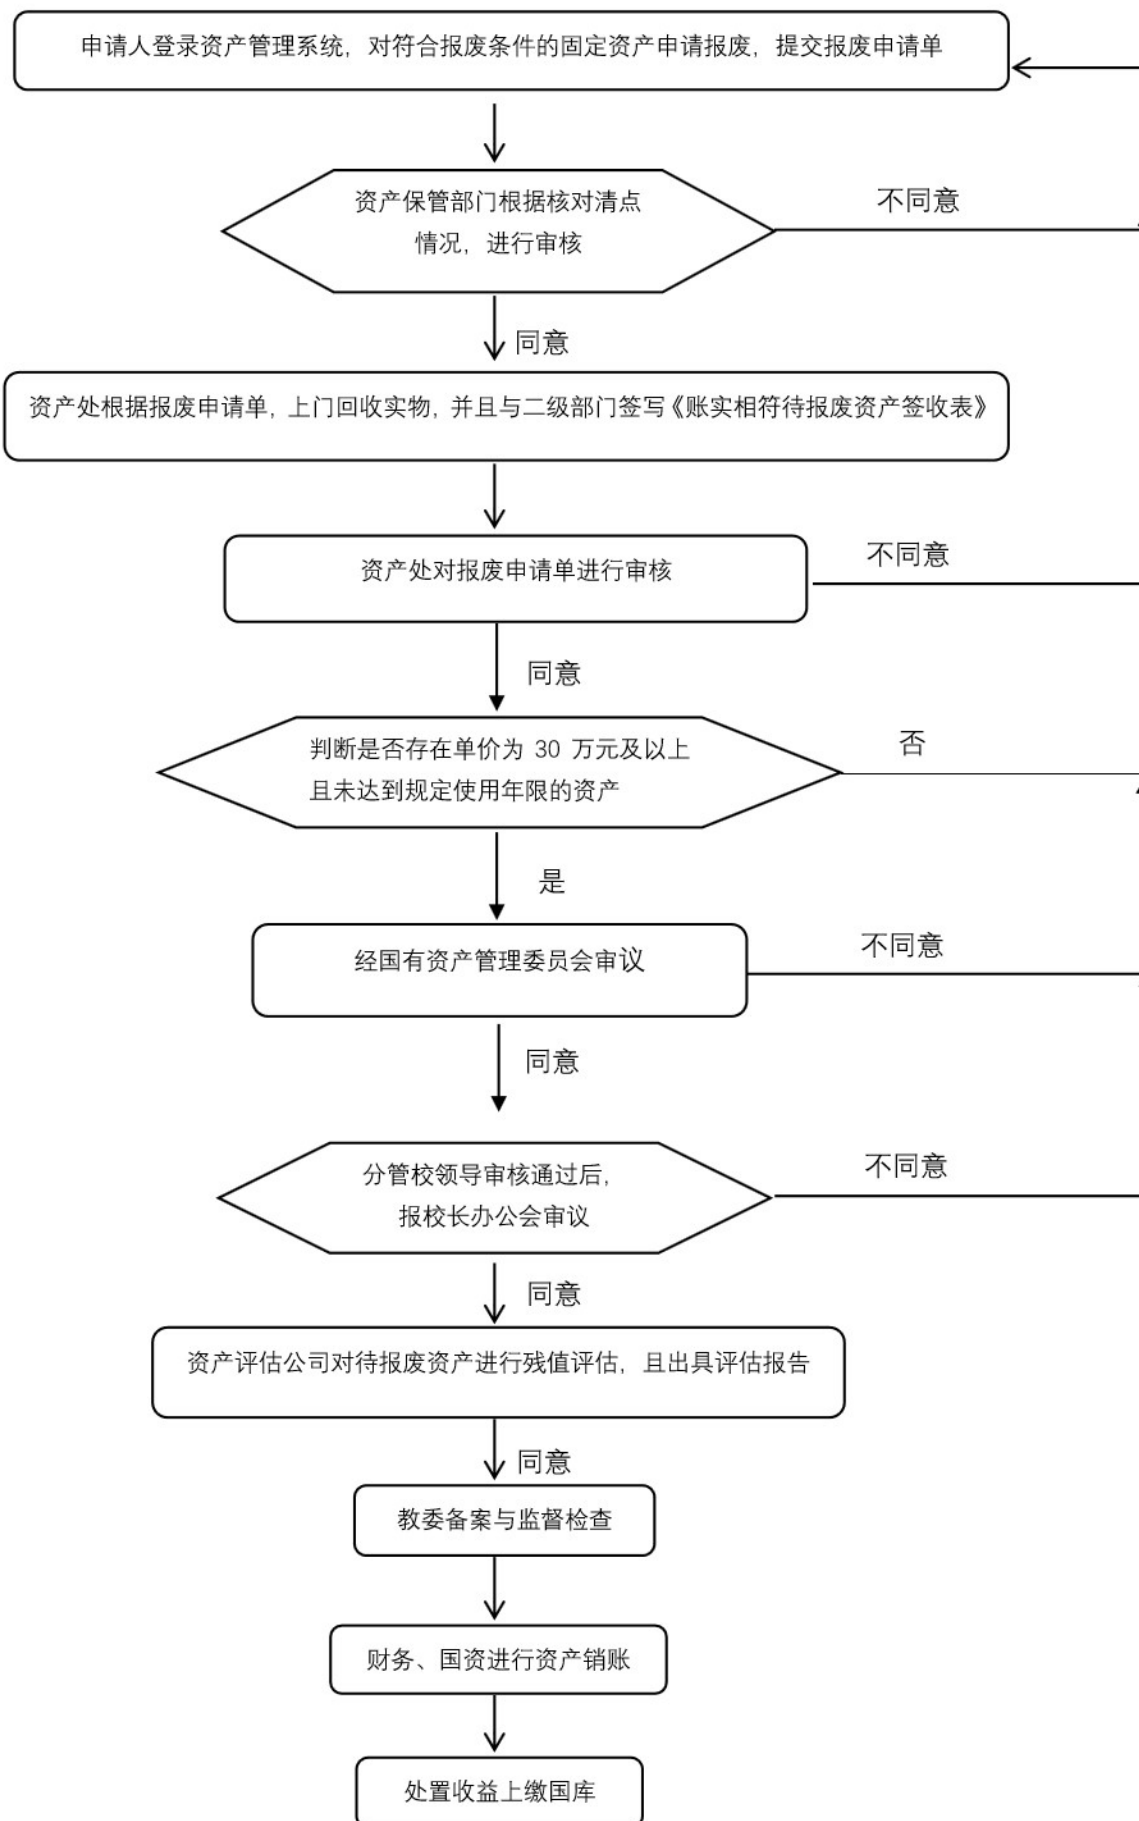 申请人登录资产管理系统，对符合报废条件的固定资产申请报废，提交报废申请单
资产保管部门根据核对清点
情况，进行审核
不同意
同意
资产处根据报废申请单，上门回收实物，并且与二级部门签写《账实相符待报废资产签收表》
资产处对报废申请单进行审核
不同意
同意
判断是否存在单价为 30 万元及以上
且未达到规定使用年限的资产
否
是
经国有资产管理委员会审议
不同意
同意
分管校领导审核通过后，
报校长办公会审议
不同意
同意
资产评估公司对待报废资产进行残值评估，且出具评估报告
同意
教委备案与监督检查
财务、国资进行资产销账
处置收益上缴国库